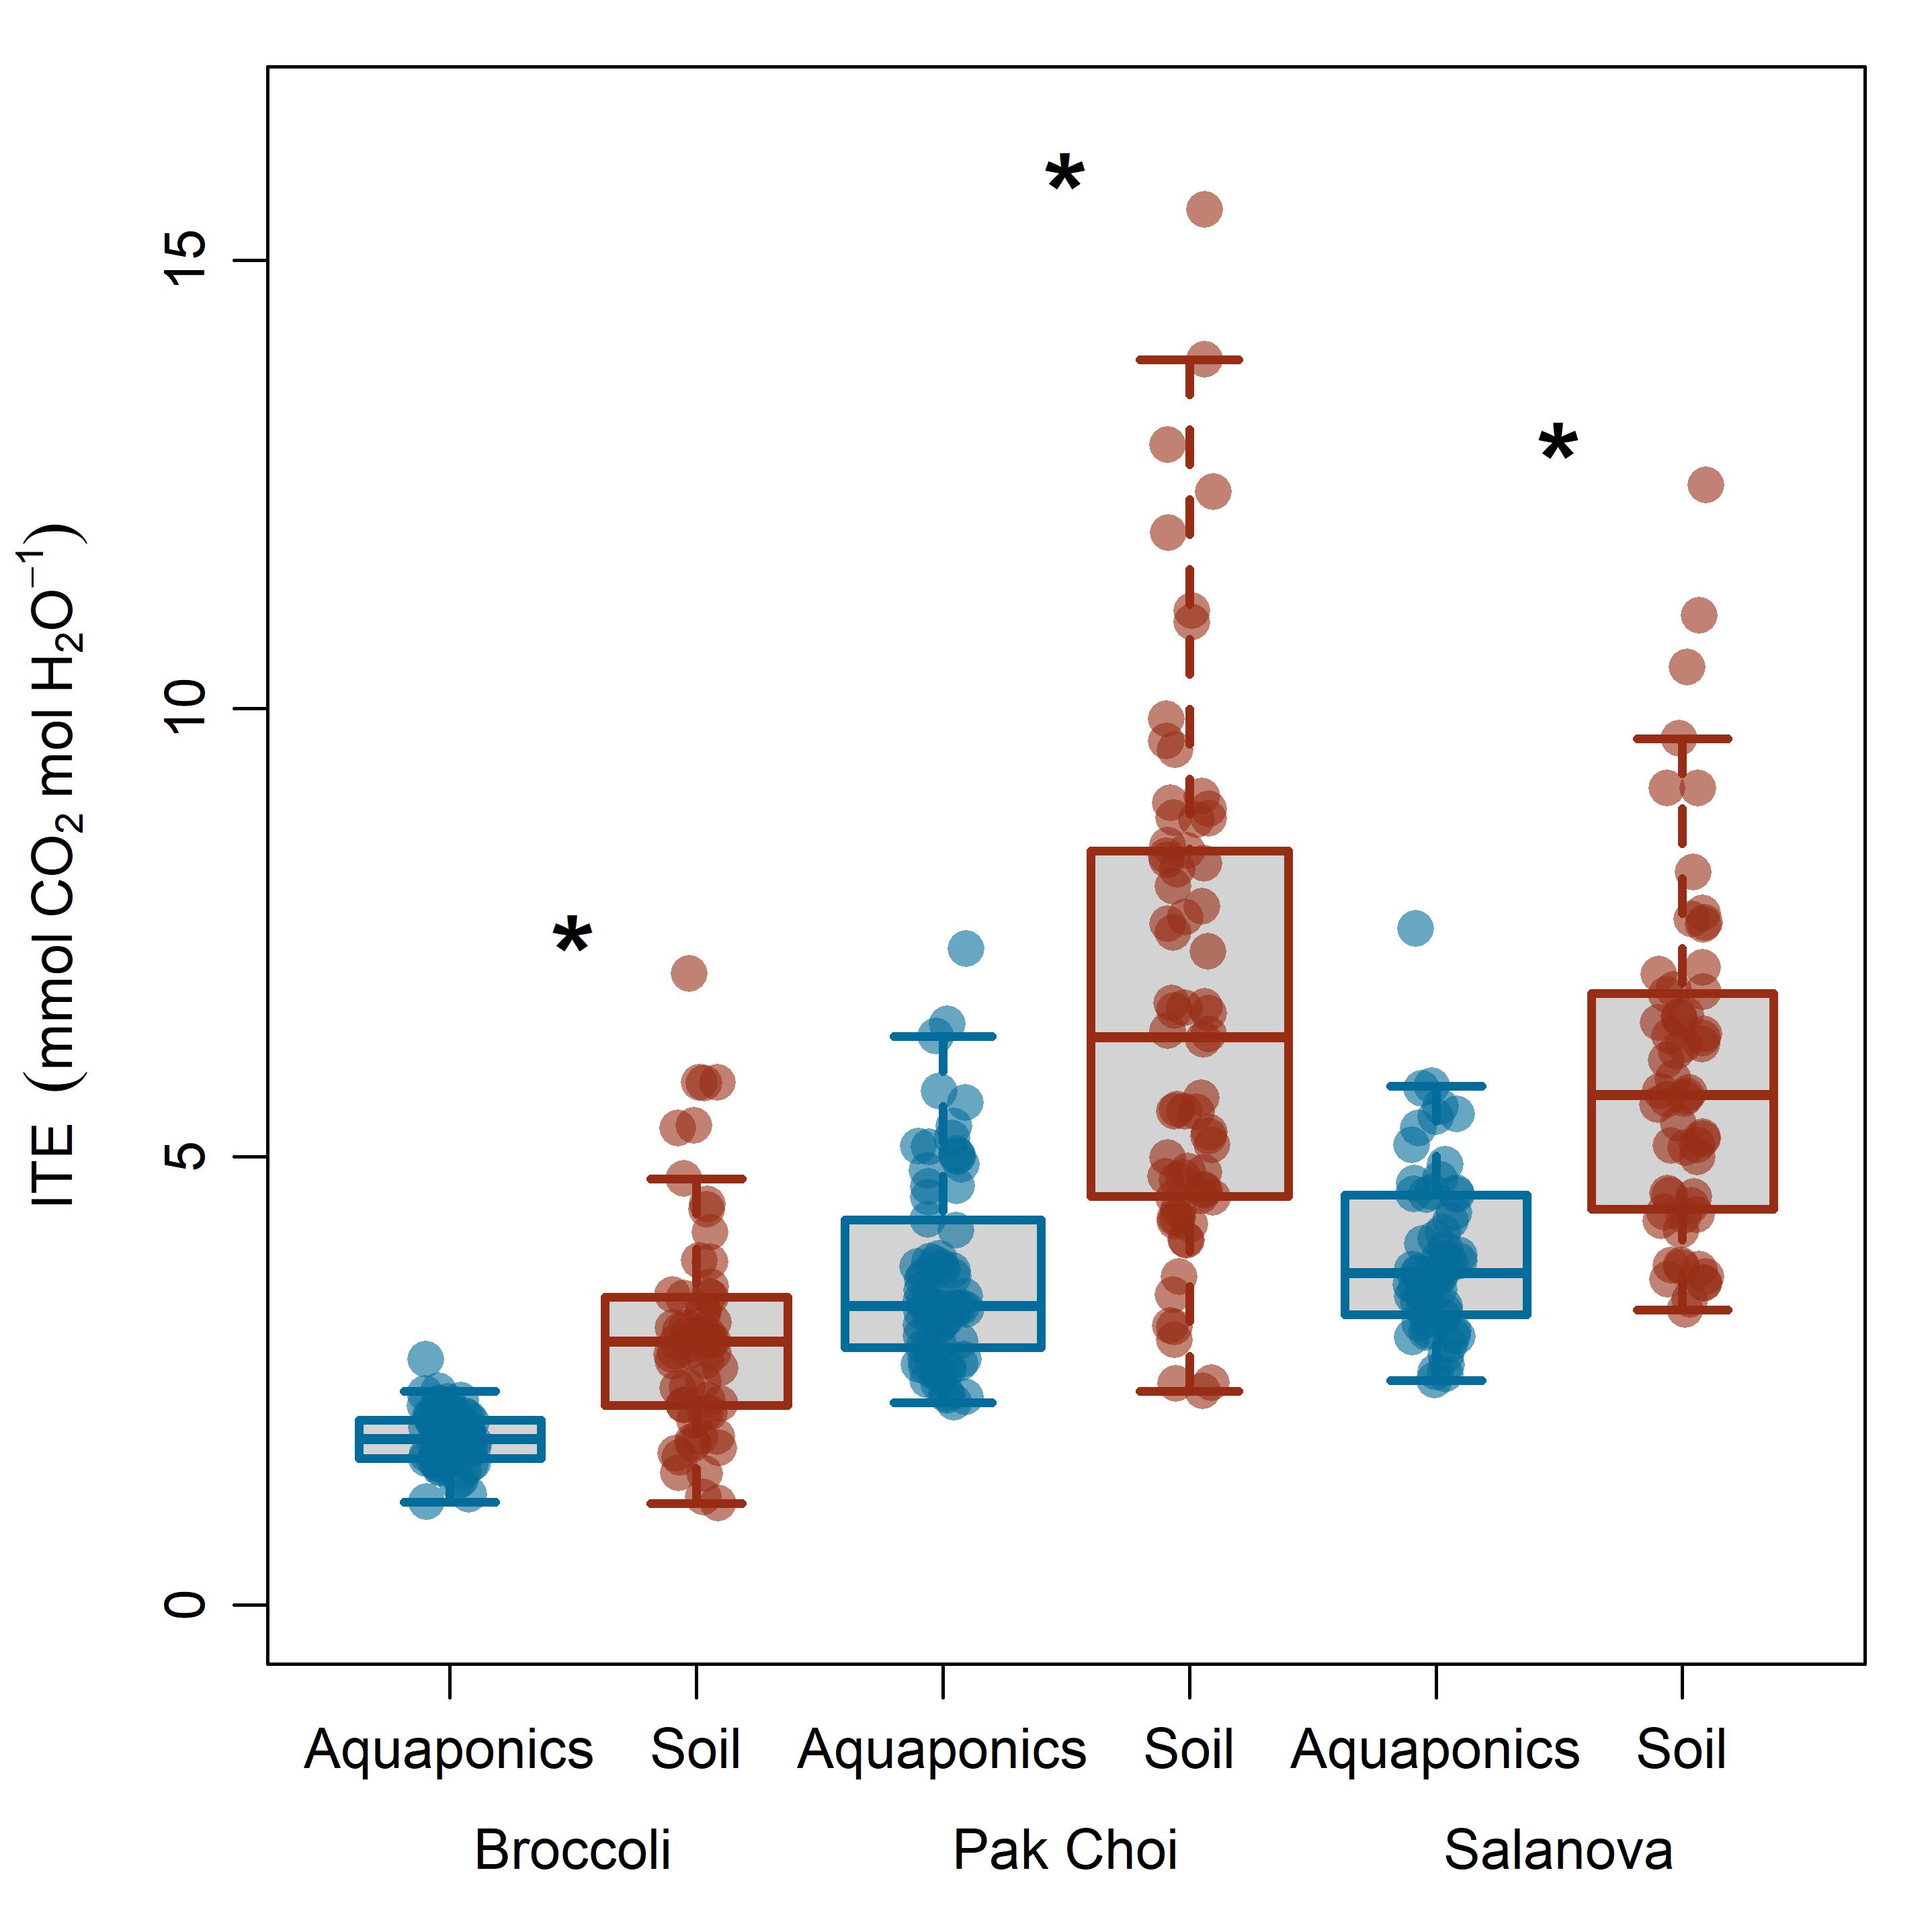 ITE (mmol CO₂ mol H₂O⁻¹)
15
10
5
0
*
*
*
Aquaponics Soil Aquaponics Soil Aquaponics Soil
Broccoli Pak Choi Salanova